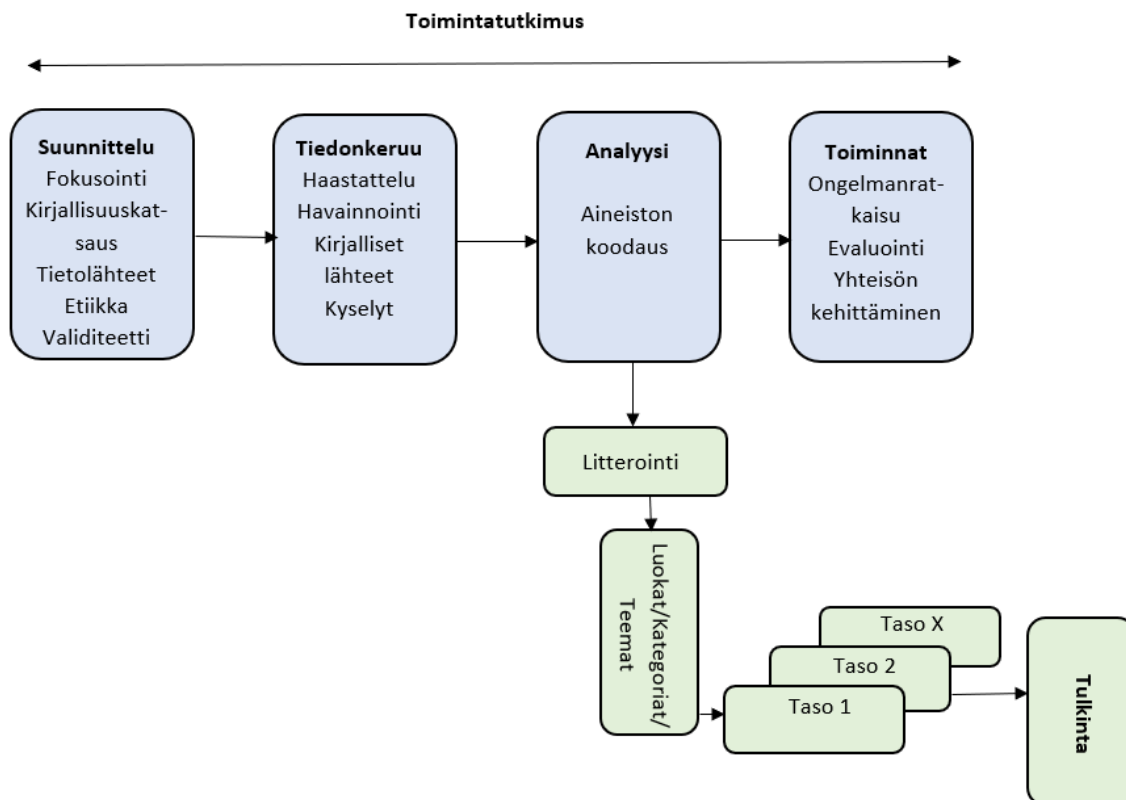 Toimintatutkimus
Suunnittelu
Fokusointi
Kirjallisuuskat-
saus
Tietolähteet
Etiikka
Validiteetti
Tiedonkeruu
Haastattelu
Havainnointi
Kirjalliset
lähteet
Kyselyt
Analyysi
Aineiston
koodaus
Toiminnat
Ongelmanrat-
kaisu
Evaluointi
Yhteisön
kehittäminen
Litterointi
Luokat/Kategoriat/
Teemat
Taso X
Taso 2
Taso 1
Tulkinta